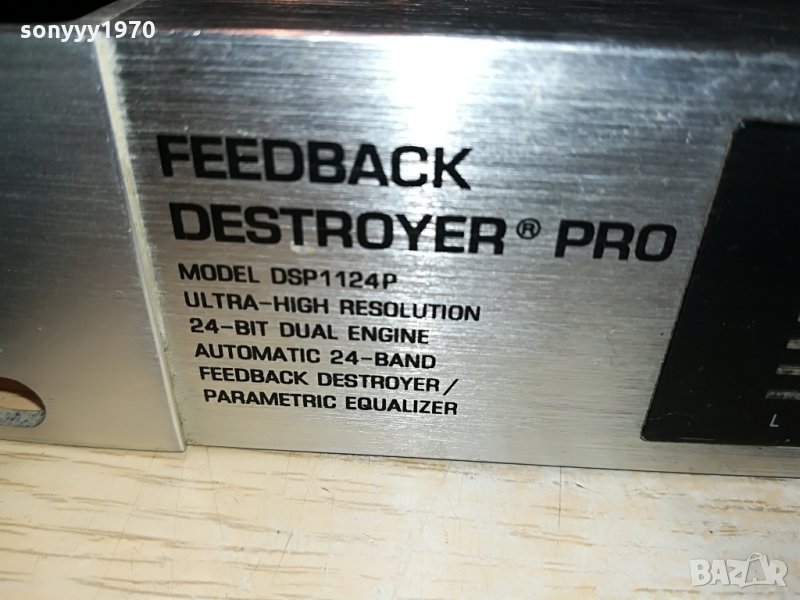 sonyyy1970
FEEDBACK
DESTROYER® PRO
MODEL DSP1124P
ULTRA-HIGH RESOLUTION
24-BIT DUAL ENGINE
AUTOMATIC 24-BAND
FEEDBACK DESTROYER/
PARAMETRIC EQUALIZER
L
BAZAR